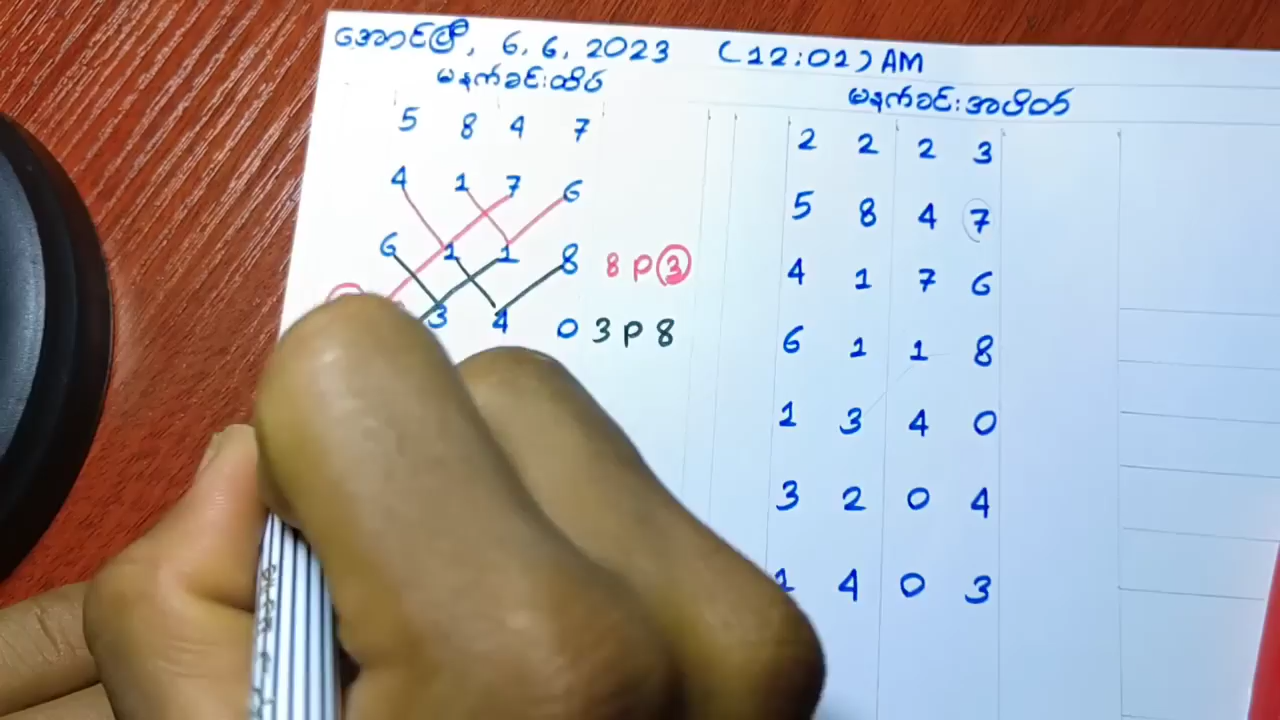 အောင်ဖြိုး, 6.6, 2023 (12:01) AM
မနက်ခင်းထိပ်
မနက်ခင်းအပိတ်
5 8 4 7
4 1 7 6
6 1 1 8 8 P 3
3 4 0 3 P 8
2 2 2 3
5 8 4 7
4 1 7 6
6 1 1 8
1 3 4 0
3 2 0 4
1 4 0 3